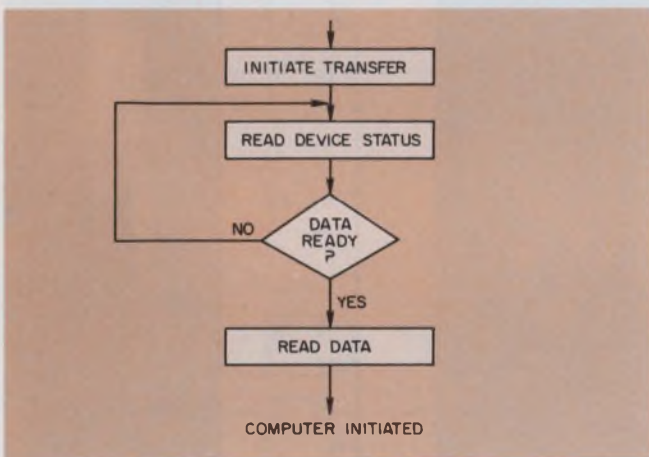 INITIATE TRANSFER
READ DEVICE STATUS
DATA
READY
?
NO
YES
READ DATA
COMPUTER INITIATED